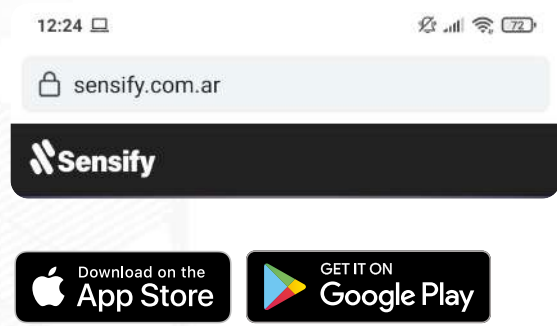 12:24
72
sensify.com.ar
Sensify
Download on the
App Store
GET IT ON
Google Play